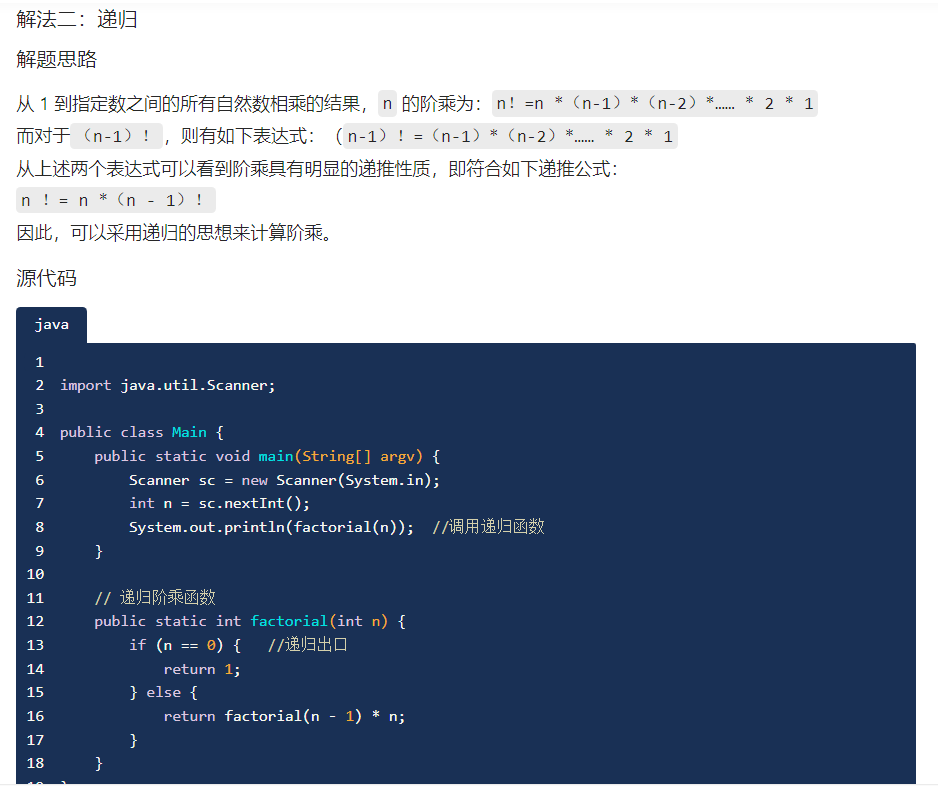 解法二：递归
解题思路
从 1 到指定数之间的所有自然数相乘的结果，n 的阶乘为：n！=n *（n-1）*（n-2）*…… * 2 * 1
而对于（n-1）！，则有如下表达式：（n-1）！=（n-1）*（n-2）*…… * 2 * 1
从上述两个表达式可以看到阶乘具有明显的递推性质，即符合如下递推公式：
n ！= n *（n - 1）！
因此，可以采用递归的思想来计算阶乘。
源代码
java
1
2 import java.util.Scanner;
3
4 public class Main {
5     public static void main(String[] argv) {
6         Scanner sc = new Scanner(System.in);
7         int n = sc.nextInt();
8         System.out.println(factorial(n));  //调用递归函数
9     }
10
11     // 递归阶乘函数
12     public static int factorial(int n) {
13         if (n == 0) {   //递归出口
14             return 1;
15         } else {
16             return factorial(n - 1) * n;
17         }
18     }